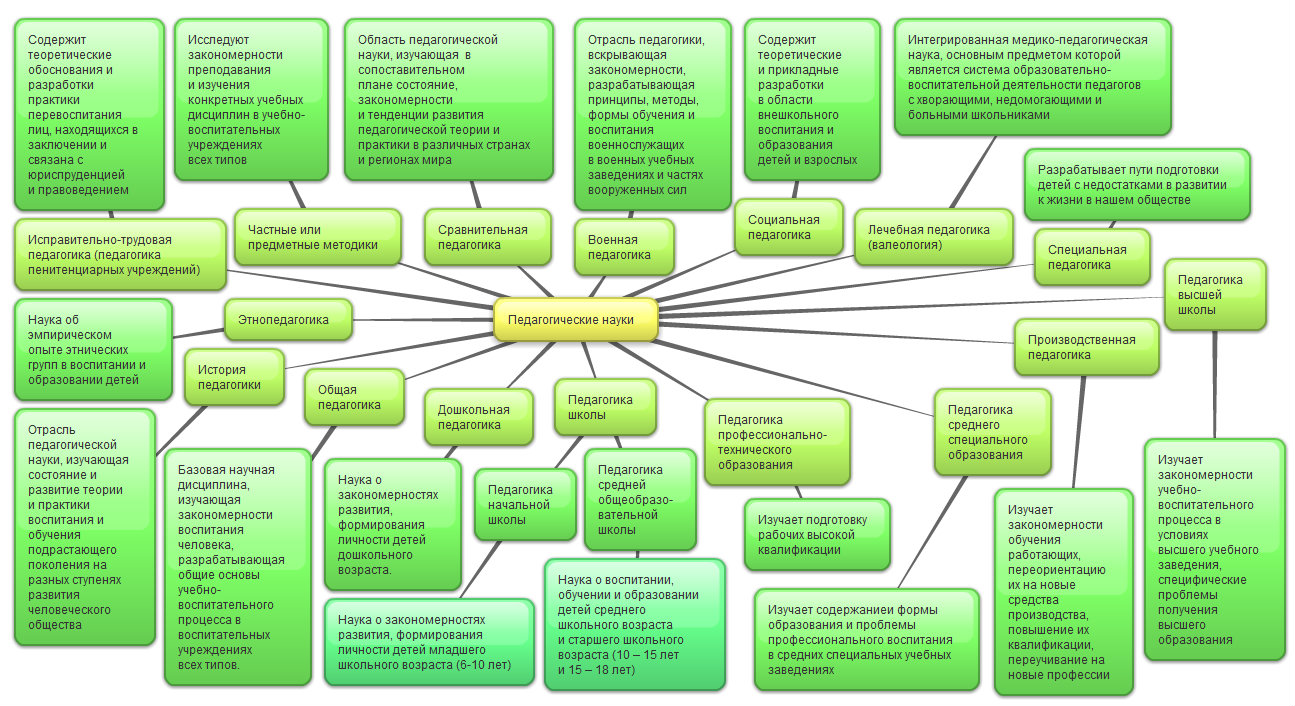 Содержит
теоретические
обоснования и
разработки
практики
перевоспитания
лиц, находящихся в
заключении и
связана с
юриспруденцией
и правоведением
Исследуют
закономерности
преподавания
и изучения
конкретных учебных
дисциплин в учебно-
воспитательных
учреждениях
всех типов
Область педагогической
науки, изучающая в
сопоставительном
плане состояние,
закономерности
и тенденции развития
педагогической теории и
практики в различных странах
и регионах мира
Отрасль педагогики,
вскрывающая
закономерности,
разрабатывающая
принципы, методы,
формы обучения и
воспитания
военнослужащих
в военных учебных
заведениях и частях
вооруженных сил
Содержит
теоретические
и прикладные
разработки
в области
внешкольного
воспитания и
образования
детей и взрослых
Интегрированная медико-педагогическая
наука, основным предметом которой
является система образовательно-
воспитательной деятельности педагогов
с хворающими, недомогающими и
больными школьниками
Разрабатывает пути подготовки
детей с недостатками в развитии
к жизни в нашем обществе
Исправительно-трудовая
педагогика (педагогика
пенитенциарных учреждений)
Частные или
предметные методики
Сравнительная
педагогика
Военная
педагогика
Социальная
педагогика
Лечебная педагогика
(валеология)
Специальная
педагогика
Педагогика
высшей
школы
Наука об
эмпирическом
опыте этнических
групп в воспитании и
образовании детей
Этнопедагогика
Педагогические науки
Производственная
педагогика
История
педагогики
Общая
педагогика
Дошкольная
педагогика
Педагогика
школы
Педагогика
профессионально-
технического
образования
Педагогика
среднего
специального
образования
Отрасль
педагогической
науки, изучающая
состояние и
развитие теории
и практики
воспитания и
обучения
подрастающего
поколения на
разных ступенях
развития
человеческого
общества
Базовая научная
дисциплина,
изучающая
закономерности
воспитания
человека,
разрабатывающая
общие основы
учебно-
воспитательного
процесса в
воспитательных
учреждениях
всех типов.
Наука о
закономерностях
развития,
формирования
личности детей
дошкольного
возраста.
Педагогика
начальной
школы
Педагогика
средней
общеобразо-
вательной
школы
Изучает подготовку
рабочих высокой
квалификации
Изучает
закономерности
обучения
работающих,
переориентацию
их на новые
средства
производства,
повышение их
квалификации,
переучивание на
новые профессии
Изучает
закономерности
учебно-
воспитательного
процесса в
условиях
высшего учебного
заведения,
специфические
проблемы
получения
высшего
образования
Наука о закономерностях
развития, формирования
личности детей младшего
школьного возраста (6-10 лет)
Наука о воспитании,
обучении и образовании
детей среднего
школьного возраста
и старшего школьного
возраста (10 – 15 лет
и 15 – 18 лет)
Изучает содержаниеи формы
образования и проблемы
профессионального воспитания
в средних специальных учебных
заведениях